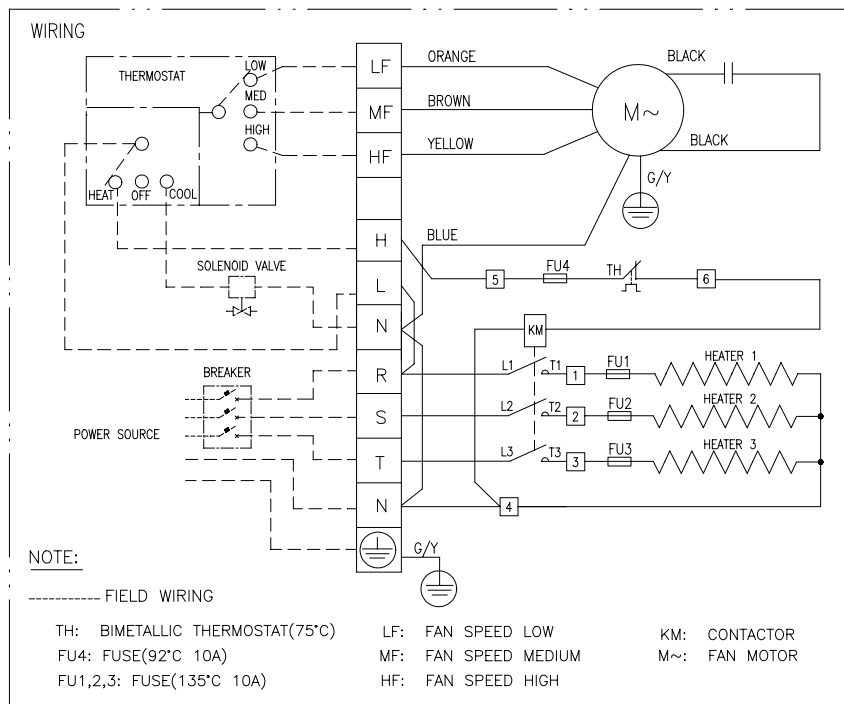 WIRING
THERMOSTAT
LOW
MED
HIGH
HEAT
OFF
COOL
SOLENOID VALVE
BREAKER
POWER SOURCE
LF
MF
HF
H
L
N
R
S
T
N
ORANGE
BROWN
YELLOW
BLUE
M~
BLACK
BLACK
G/Y
5
FU4
TH
6
KM
L1
T1
1
FU1
HEATER 1
L2
T2
2
FU2
HEATER 2
L3
T3
3
FU3
HEATER 3
4
G/Y
NOTE:
---------- FIELD WIRING
TH: BIMETALLIC THERMOSTAT(75°C)
FU4: FUSE(92°C 10A)
FU1,2,3: FUSE(135°C 10A)
LF: FAN SPEED LOW
MF: FAN SPEED MEDIUM
HF: FAN SPEED HIGH
KM: CONTACTOR
M~: FAN MOTOR